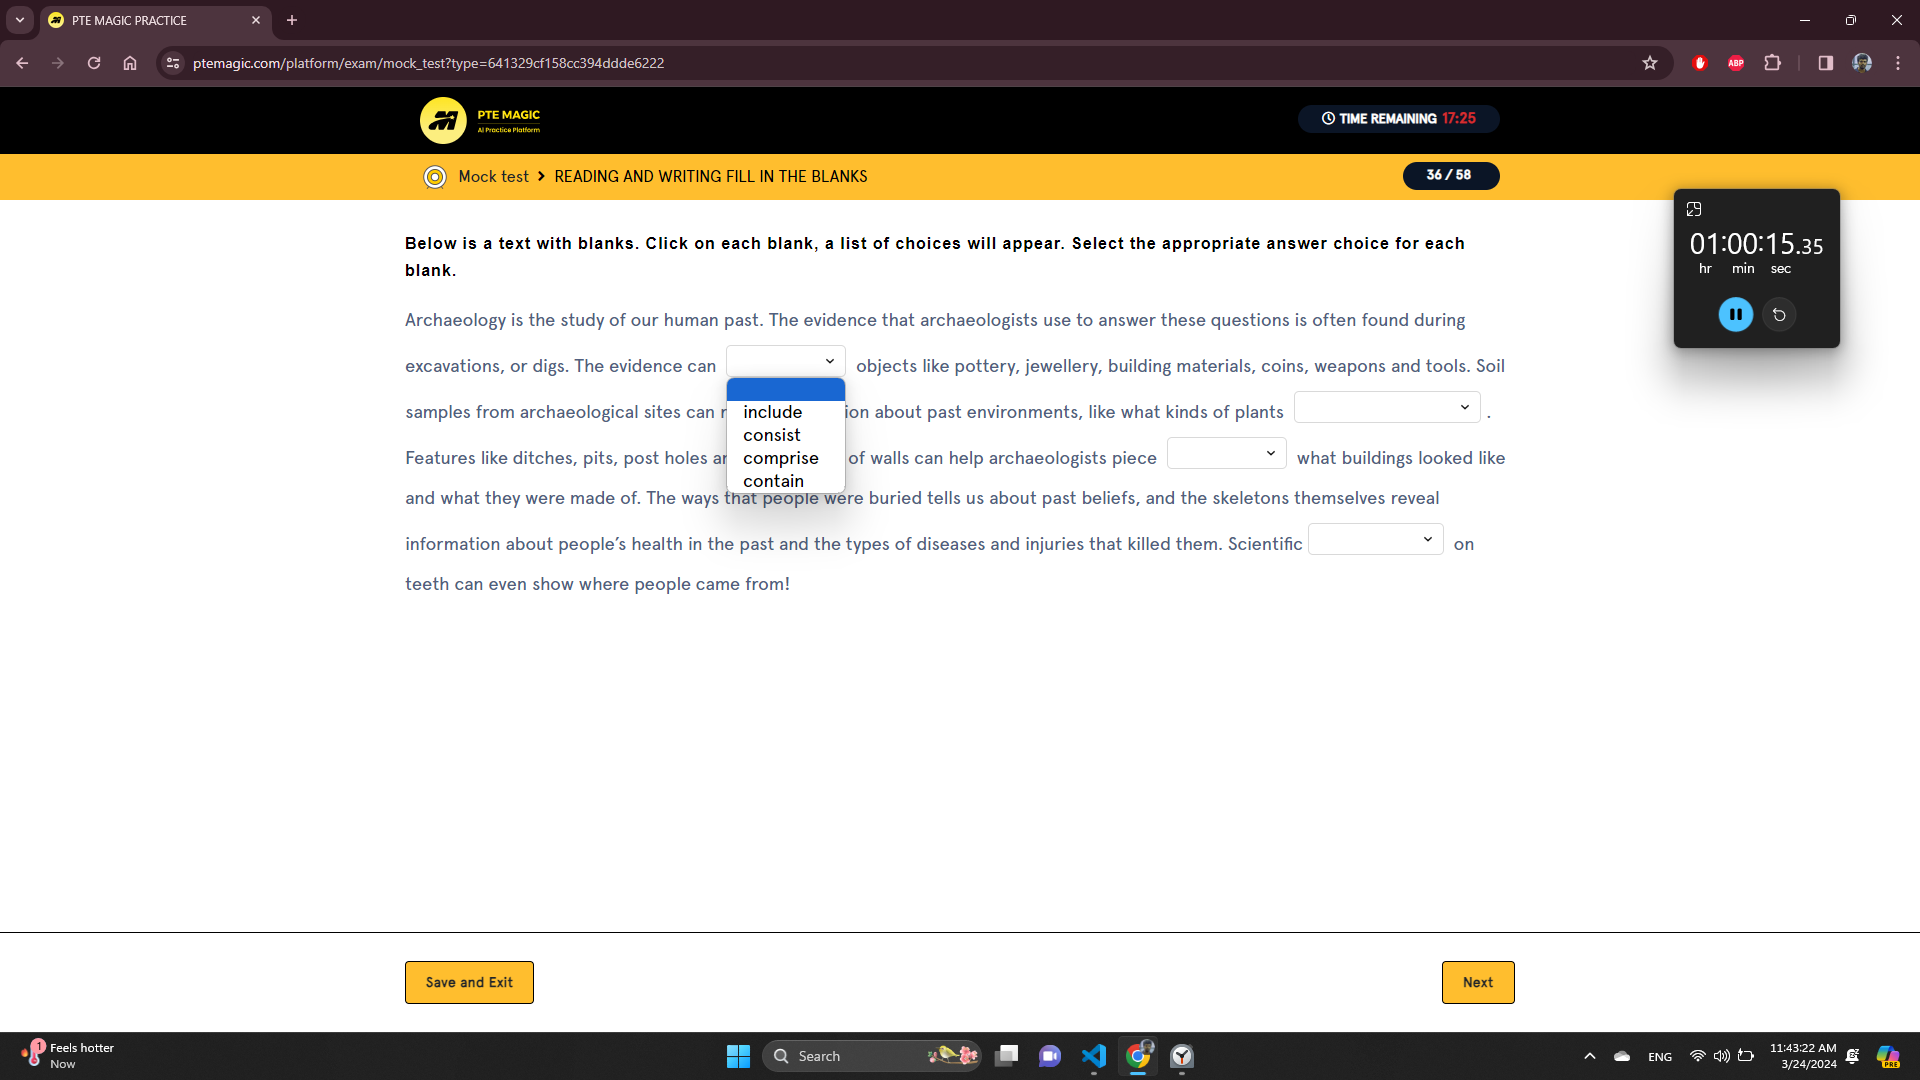 PTE MAGIC PRACTICE
ptemagic.com/platform/exam/mock_test?type=641329cf158cc394ddde6222
ABP
PTE MAGIC
AI Practice Platform
TIME REMAINING 17:25
Mock test > READING AND WRITING FILL IN THE BLANKS
36 / 58
01:00:15.35
hr min sec
Below is a text with blanks. Click on each blank, a list of choices will appear. Select the appropriate answer choice for each
blank.
Archaeology is the study of our human past. The evidence that archaeologists use to answer these questions is often found during
excavations, or digs. The evidence can objects like pottery, jewellery, building materials, coins, weapons and tools. Soil
samples from archaeological sites can about past environments, like what kinds of plants .
Features like ditches, pits, post holes of walls can help archaeologists piece what buildings looked like
and what they were made of. The ways that people were buried tells us about past beliefs, and the skeletons themselves reveal
information about people's health in the past and the types of diseases and injuries that killed them. Scientific on
teeth can even show where people came from!
include
consist
comprise
contain
Save and Exit
Next
1
Feels hotter
Now
Search
ENG
11:43:22 AM
3/24/2024
PRE